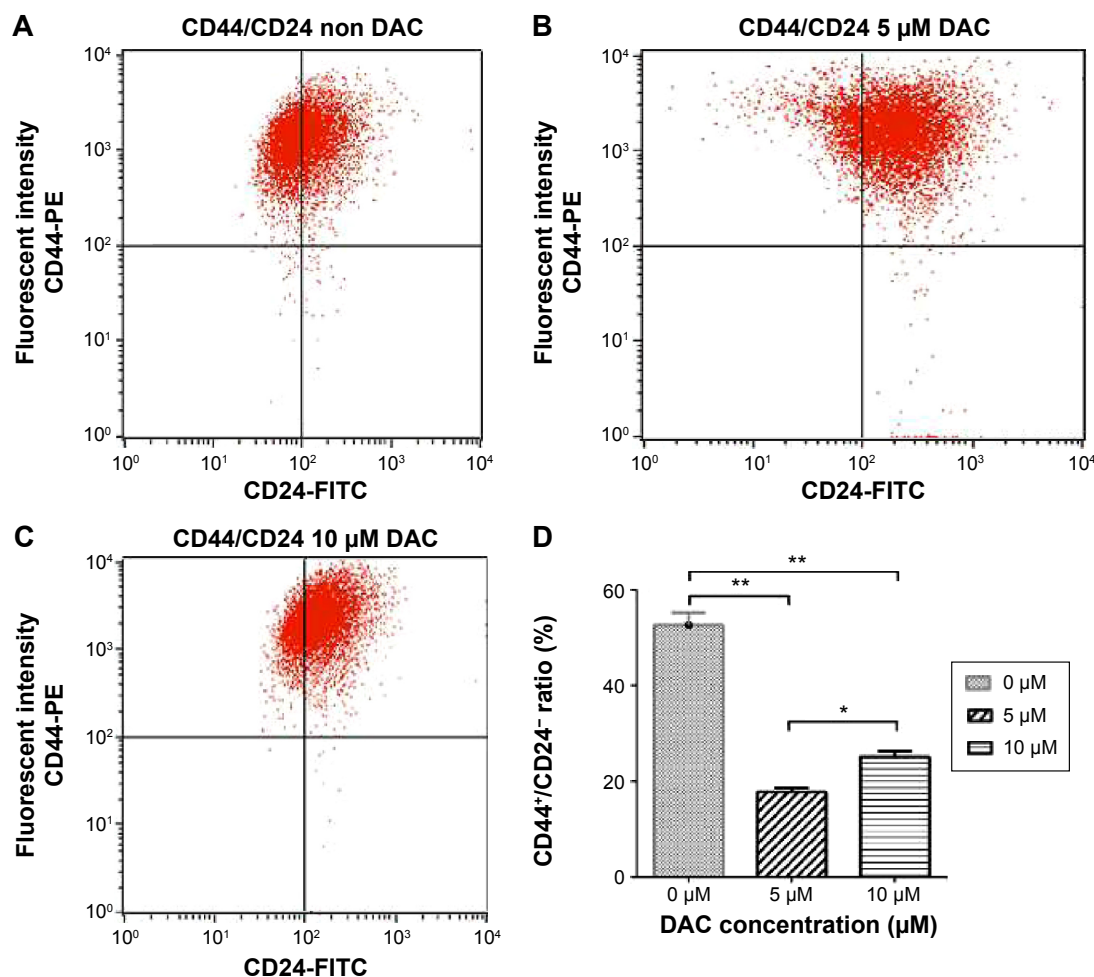 A
CD44/CD24 non DAC
10⁴
10³
10²
10¹
10⁰
Fluorescent intensity
CD44-PE
10⁰ 10¹ 10² 10³ 10⁴
CD24-FITC
B
CD44/CD24 5 µM DAC
10⁴
10³
10²
10¹
10⁰
Fluorescent intensity
CD44-PE
10⁰ 10¹ 10² 10³ 10⁴
CD24-FITC
C
CD44/CD24 10 µM DAC
10⁴
10³
10²
10¹
10⁰
Fluorescent intensity
CD44-PE
10⁰ 10¹ 10² 10³ 10⁴
CD24-FITC
D
**
**
*
60
40
20
0
CD44⁺/CD24⁻ ratio (%)
0 µM 5 µM 10 µM
DAC concentration (µM)
0 µM
5 µM
10 µM